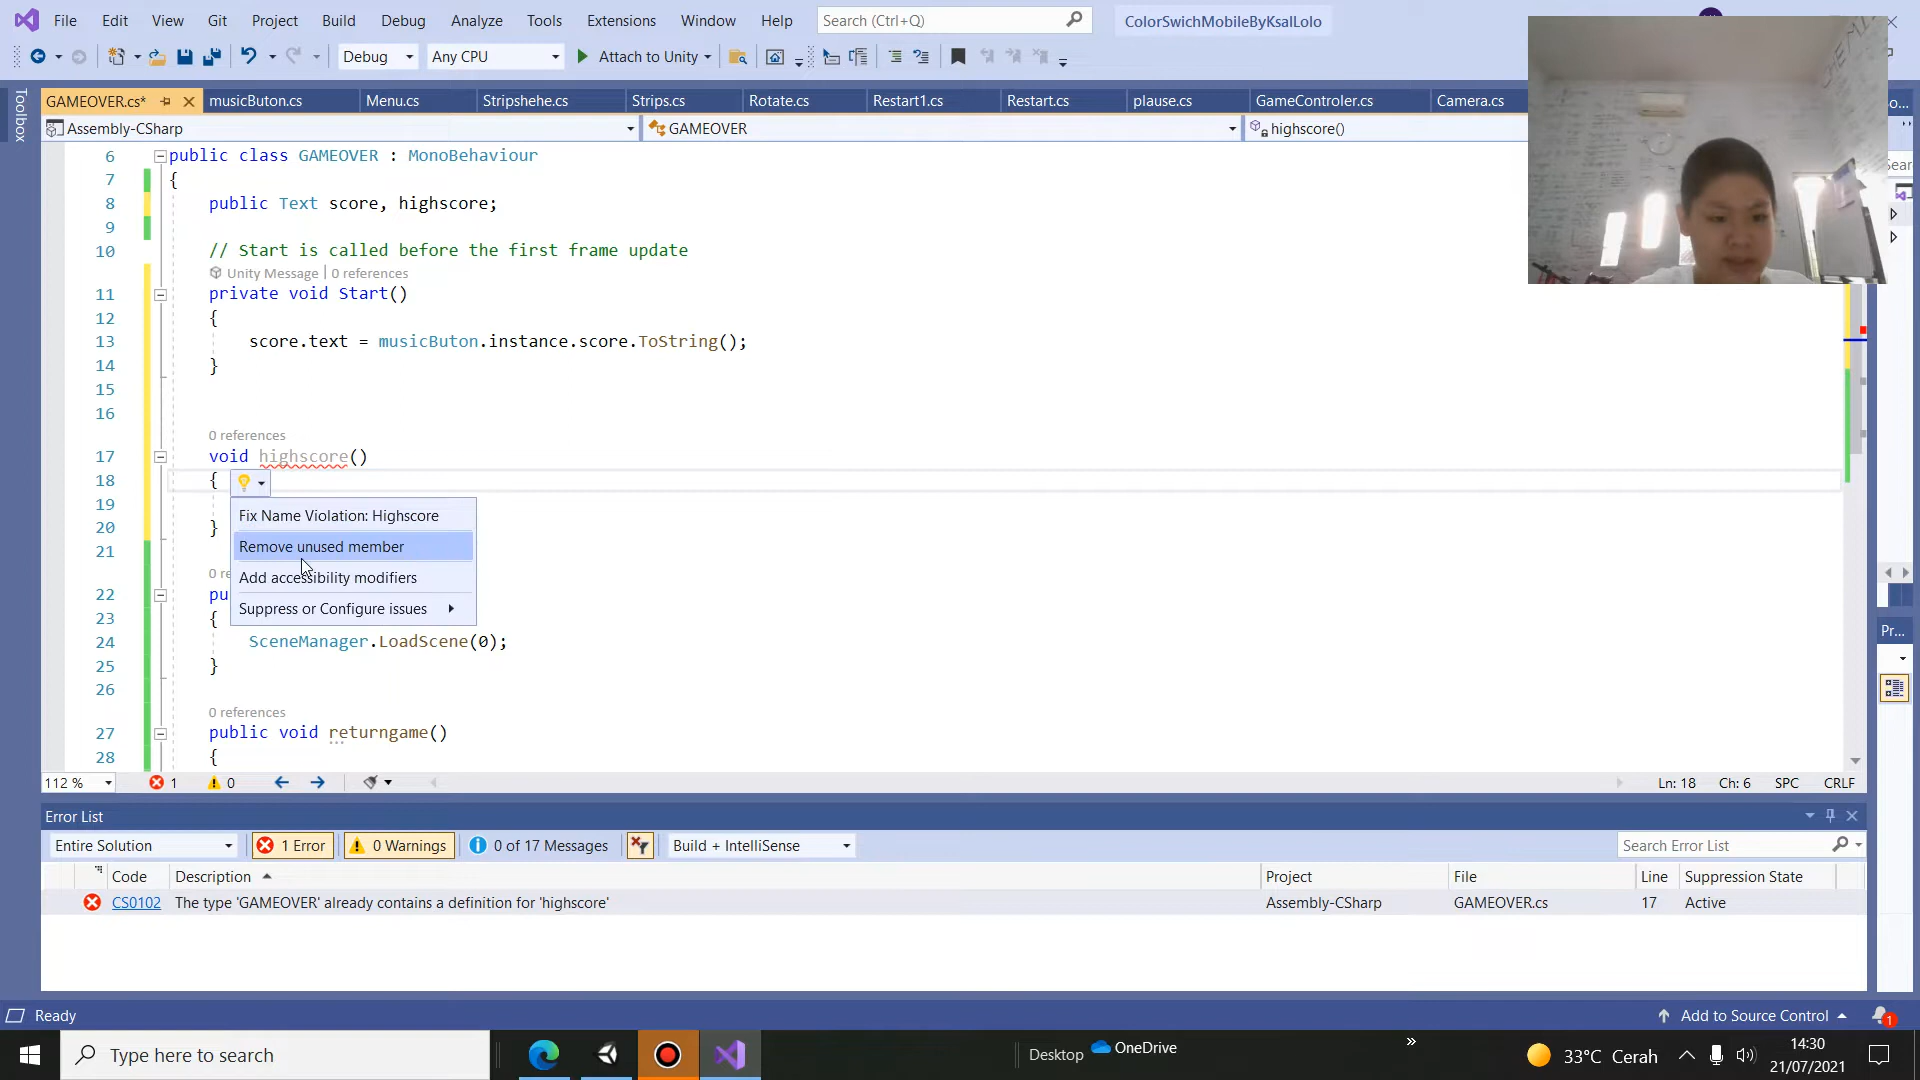 File Edit View Git Project Build Debug Analyze Tools Extensions Window Help Search (Ctrl+Q) ColorSwichMobileByKsalLolo
Debug Any CPU Attach to Unity
Toolbox
GAMEOVER.cs* musicButon.cs Menu.cs Stripshehe.cs Strips.cs Rotate.cs Restart1.cs Restart.cs plause.cs GameControler.cs Camera.cs
Assembly-CSharp GAMEOVER highscore()
6 public class GAMEOVER : MonoBehaviour
7 {
8 public Text score, highscore;
9
10 // Start is called before the first frame update
Unity Message | 0 references
11 private void Start()
12 {
13 score.text = musicButon.instance.score.ToString();
14 }
15
16
0 references
17 void highscore()
18 {
Fix Name Violation: Highscore
19
20 }
Remove unused member
21
Add accessibility modifiers
22 pu
Suppress or Configure issues
23 {
24 SceneManager.LoadScene(0);
25 }
26
0 references
27 public void returngame()
28 {
112 % 1 0 Ln: 18 Ch: 6 SPC CRLF
Pr...
Error List
Entire Solution 1 Error 0 Warnings 0 of 17 Messages Build + IntelliSense Search Error List
Code Description Project File Line Suppression State
CS0102 The type 'GAMEOVER' already contains a definition for 'highscore' Assembly-CSharp GAMEOVER.cs 17 Active
Ready Add to Source Control 1
Type here to search Desktop OneDrive » 33°C Cerah 14:30
21/07/2021